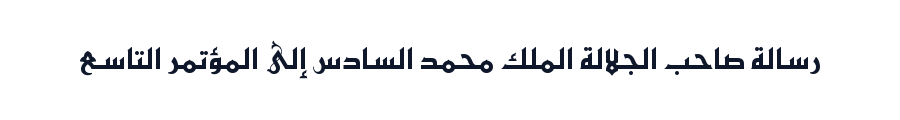 رسالة صاحب الجلالة الملك محمد السادس إلى المؤتمر التاسع